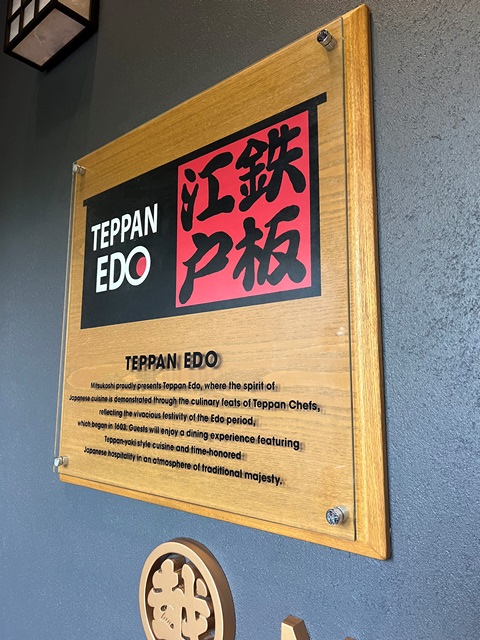 TEPPAN
EDO
鉄板
江戸
TEPPAN EDO
Mitsukoshi proudly presents Teppan Edo, where the spirit of
Japanese cuisine is demonstrated through the culinary feats of Teppan Chefs,
reflecting the vivacious festivity of the Edo period,
which began in 1603. Guests will enjoy a dining experience featuring
Teppan-yaki style cuisine and time-honored
Japanese hospitality in an atmosphere of traditional majesty.